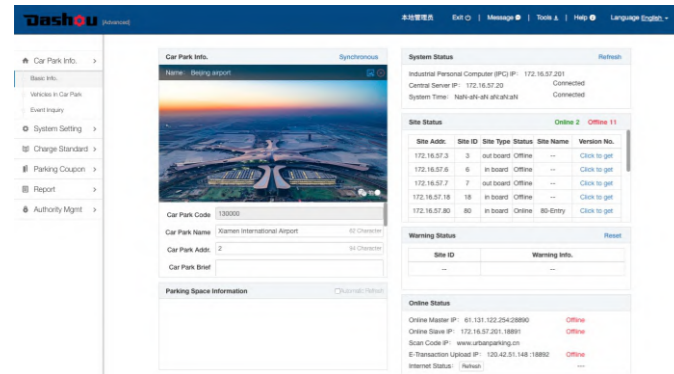 Dashou [Advanced]
本地管理员 Exit | Message | Tools | Help Language English
Car Park Info.
Basic Info.
Vehicles in Car Park
Event Inquiry
System Setting
Charge Standard
Parking Coupon
Report
Authority Mgmt
Car Park Info. Synchronous
Name: Beijing airport
Car Park Code 130000
Car Park Name Xiamen International Airport 62 Character
Car Park Addr. 2 94 Character
Car Park Brief
Parking Space Information Automatic Refresh
System Status Refresh
Industrial Personal Computer (IPC) IP: 172.16.57.201
Central Server IP: 172.16.57.20 Connected
System Time: NaN-aN-aN aN:aN:aN Connected
Site Status Online 2 Offline 11
Site Addr. Site ID Site Type Status Site Name Version No.
172.16.57.3 3 out board Offline -- Click to get
172.16.57.6 6 in board Offline -- Click to get
172.16.57.7 7 out board Offline -- Click to get
172.16.57.18 18 in board Offline -- Click to get
172.16.57.80 80 in board Online 80-Entry Click to get
Warning Status Reset
Site ID Warning Info.
-- --
Online Status
Online Master IP: 61.131.122.254:28890 Offline
Online Slave IP: 172.16.57.201.18891 Offline
Scan Code IP: www.urbanparking.cn
E-Transaction Upload IP: 120.42.51.148 :18892 Offline
Internet Status: Refresh ---